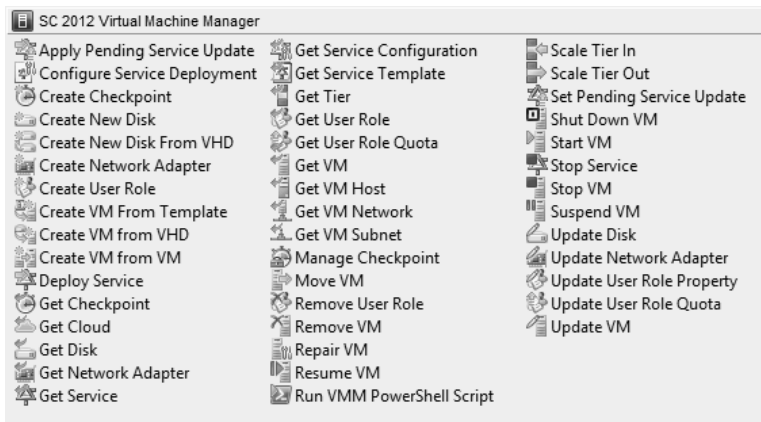 SC 2012 Virtual Machine Manager
Apply Pending Service Update
Configure Service Deployment
Create Checkpoint
Create New Disk
Create New Disk From VHD
Create Network Adapter
Create User Role
Create VM From Template
Create VM from VHD
Create VM from VM
Deploy Service
Get Checkpoint
Get Cloud
Get Disk
Get Network Adapter
Get Service
Get Service Configuration
Get Service Template
Get Tier
Get User Role
Get User Role Quota
Get VM
Get VM Host
Get VM Network
Get VM Subnet
Manage Checkpoint
Move VM
Remove User Role
Remove VM
Repair VM
Resume VM
Run VMM PowerShell Script
Scale Tier In
Scale Tier Out
Set Pending Service Update
Shut Down VM
Start VM
Stop Service
Stop VM
Suspend VM
Update Disk
Update Network Adapter
Update User Role Property
Update User Role Quota
Update VM